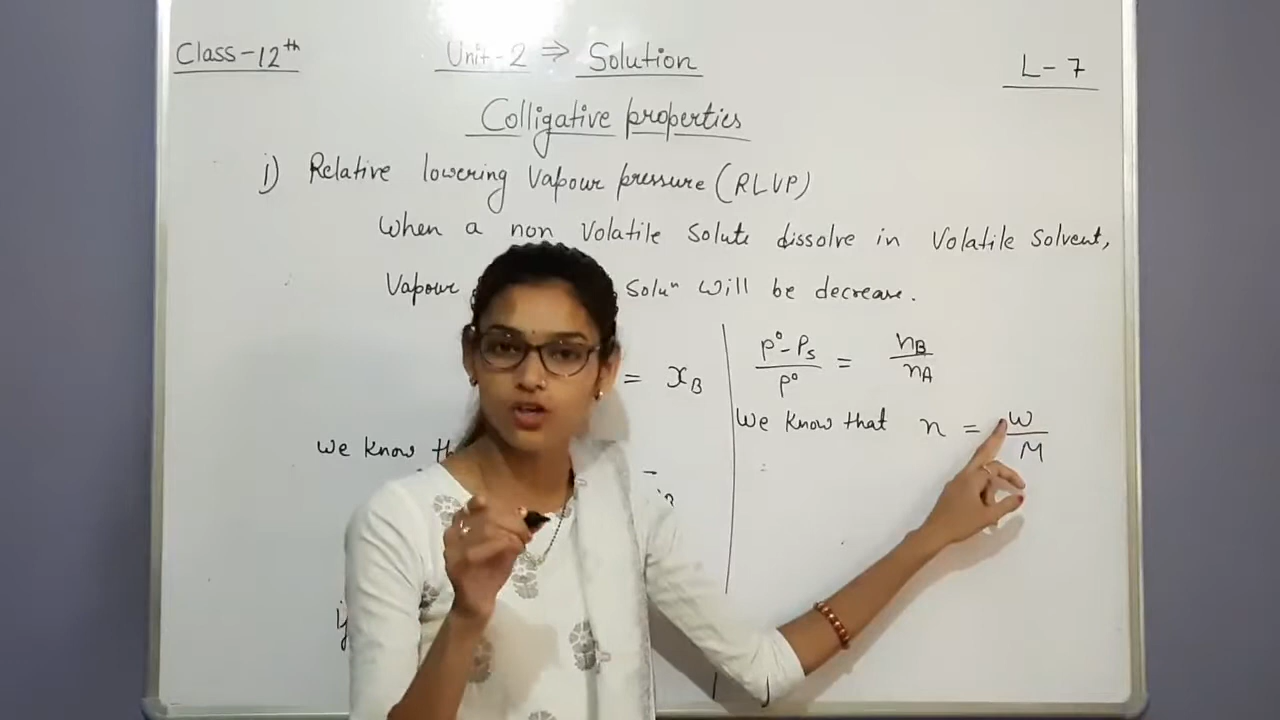 Class-12th
Unit-2 ⇒ Solution
L-7
Colligative properties
i) Relative lowering Vapour pressure (RLVP)
When a non Volatile Solute dissolve in Volatile Solvent,
Vapour Soluⁿ will be decrease.
= xB
We know
P°-Ps / P° = nB / nA
We know that n = W / M